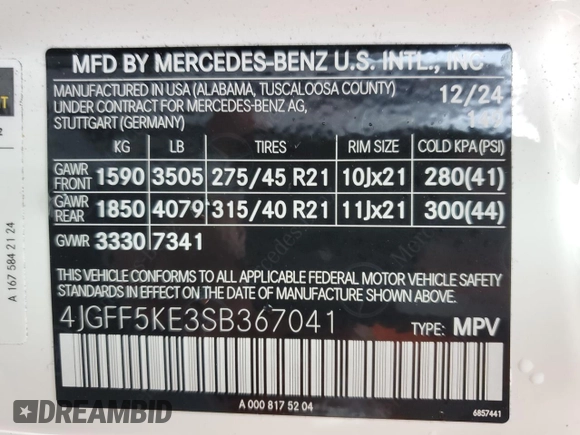 MFD BY MERCEDES-BENZ U.S. INTL., INC
MANUFACTURED IN USA (ALABAMA, TUSCALOOSA COUNTY) 12/24
UNDER CONTRACT FOR MERCEDES-BENZ AG,
STUTTGART (GERMANY)
KG LB TIRES RIM SIZE COLD KPA (PSI)
GAWR FRONT 1590 3505 275/45 R21 10Jx21 280(41)
GAWR REAR 1850 4079 315/40 R21 11Jx21 300(44)
GVWR 3330 7341
THIS VEHICLE CONFORMS TO ALL APPLICABLE FEDERAL MOTOR VEHICLE SAFETY
STANDARDS IN EFFECT ON THE DATE OF MANUFACTURE SHOWN ABOVE
4JGFF5KE3SB367041 TYPE: MPV
A 000 817 52 04
6857441
A 167 584 21 24
DREAMBID